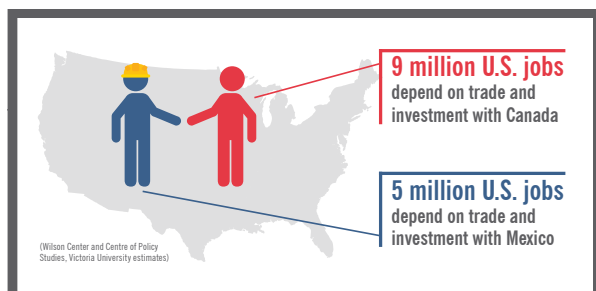 9 million U.S. jobs
depend on trade and
investment with Canada
5 million U.S. jobs
depend on trade and
investment with Mexico
(Wilson Center and Centre of Policy
Studies, Victoria University estimates)